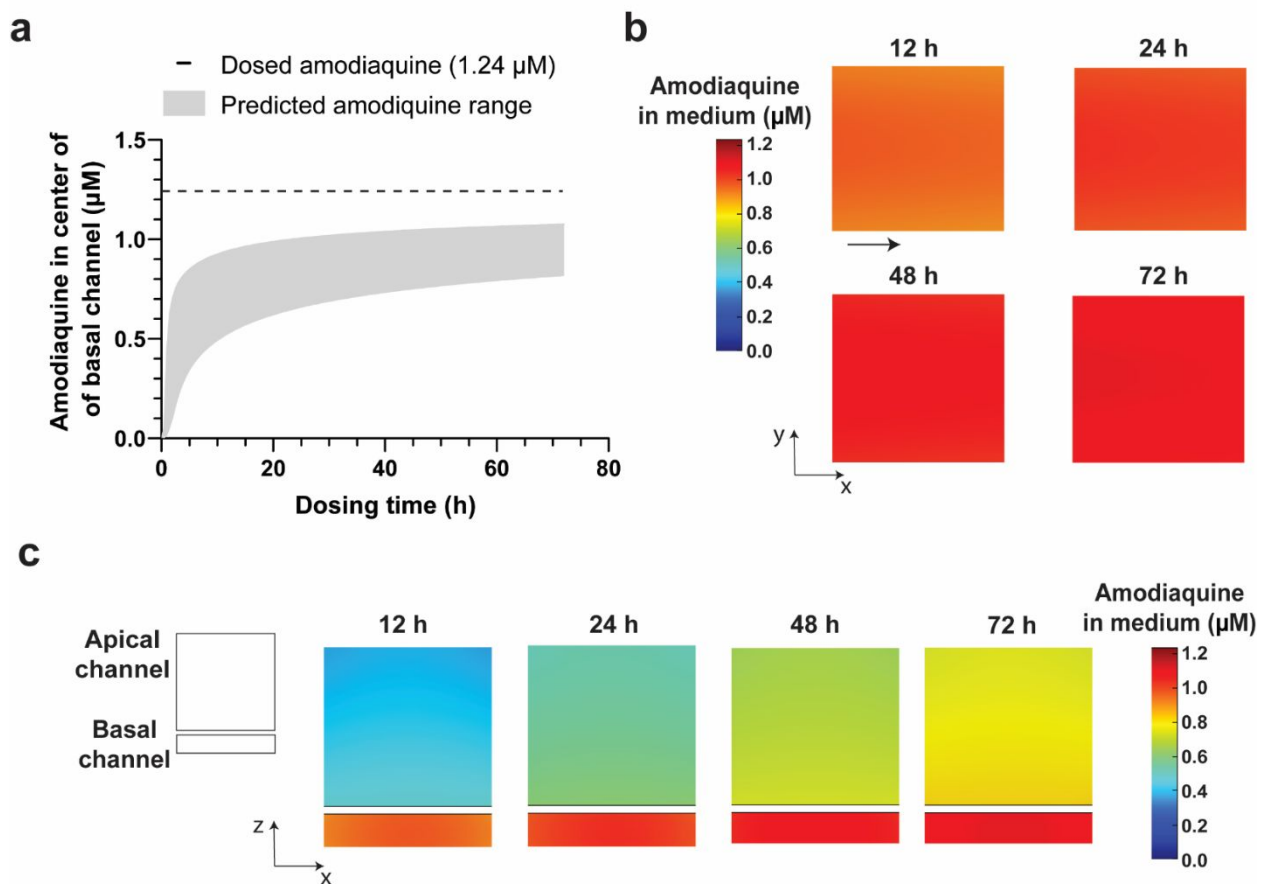 a
– Dosed amodiaquine (1.24 µM)
Predicted amodiquine range
Amodiaquine in center of
of basal channel (µM)
1.5
1.0
0.5
0.0
0
20
40
60
80
Dosing time (h)
b
Amodiaquine
in medium (µM)
1.2
1.0
0.8
0.6
0.4
0.2
0.0
12 h
24 h
48 h
72 h
y
x
c
Apical
channel
Basal
channel
z
x
12 h
24 h
48 h
72 h
Amodiaquine
in medium (µM)
1.2
1.0
0.8
0.6
0.4
0.2
0.0